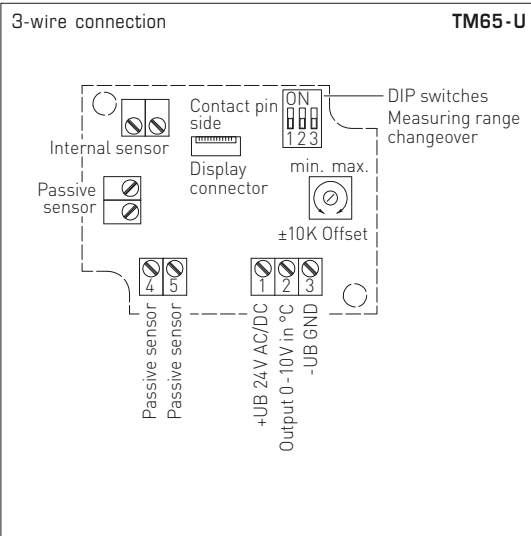 3-wire connection
TM65-U
ON
1 2 3
DIP switches
Measuring range
changeover
Contact pin
side
Internal sensor
Display
connector
min. max.
Passive
sensor
±10K Offset
4 5
1 2 3
Passive sensor
Passive sensor
+UB 24V AC/DC
Output 0-10V in °C
-UB GND